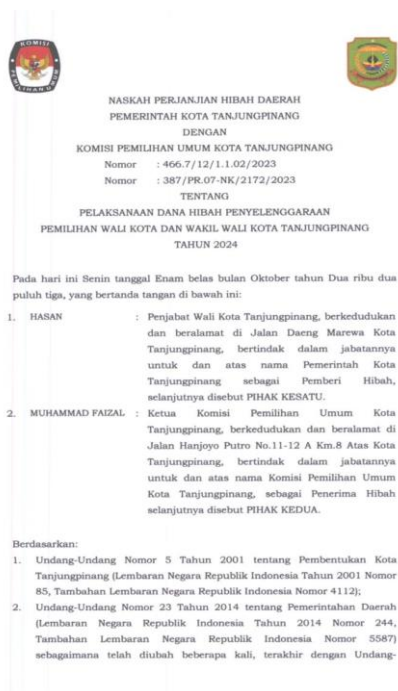 KOMISI
PEMILIHAN UMUM
NASKAH PERJANJIAN HIBAH DAERAH
PEMERINTAH KOTA TANJUNGPINANG
DENGAN
KOMISI PEMILIHAN UMUM KOTA TANJUNGPINANG
Nomor : 466.7/12/1.1.02/2023
Nomor : 387/PR.07-NK/2172/2023
TENTANG
PELAKSANAAN DANA HIBAH PENYELENGGARAAN
PEMILIHAN WALI KOTA DAN WAKIL WALI KOTA TANJUNGPINANG
TAHUN 2024
Pada hari ini Senin tanggal Enam belas bulan Oktober tahun Dua ribu dua
puluh tiga, yang bertanda tangan di bawah ini:
1. HASAN : Penjabat Wali Kota Tanjungpinang, berkedudukan
dan beralamat di Jalan Daeng Marewa Kota
Tanjungpinang, bertindak dalam jabatannya
untuk dan atas nama Pemerintah Kota
Tanjungpinang sebagai Pemberi Hibah,
selanjutnya disebut PIHAK KESATU.
2. MUHAMMAD FAIZAL : Ketua Komisi Pemilihan Umum Kota
Tanjungpinang, berkedudukan dan beralamat di
Jalan Hanjoyo Putro No.11-12 A Km.8 Atas Kota
Tanjungpinang, bertindak dalam jabatannya
untuk dan atas nama Komisi Pemilihan Umum
Kota Tanjungpinang, sebagai Penerima Hibah
selanjutnya disebut PIHAK KEDUA.
Berdasarkan:
1. Undang-Undang Nomor 5 Tahun 2001 tentang Pembentukan Kota
Tanjungpinang (Lembaran Negara Republik Indonesia Tahun 2001 Nomor
85, Tambahan Lembaran Negara Republik Indonesia Nomor 4112);
2. Undang-Undang Nomor 23 Tahun 2014 tentang Pemerintahan Daerah
(Lembaran Negara Republik Indonesia Tahun 2014 Nomor 244,
Tambahan Lembaran Negara Republik Indonesia Nomor 5587)
sebagaimana telah diubah beberapa kali, terakhir dengan Undang-